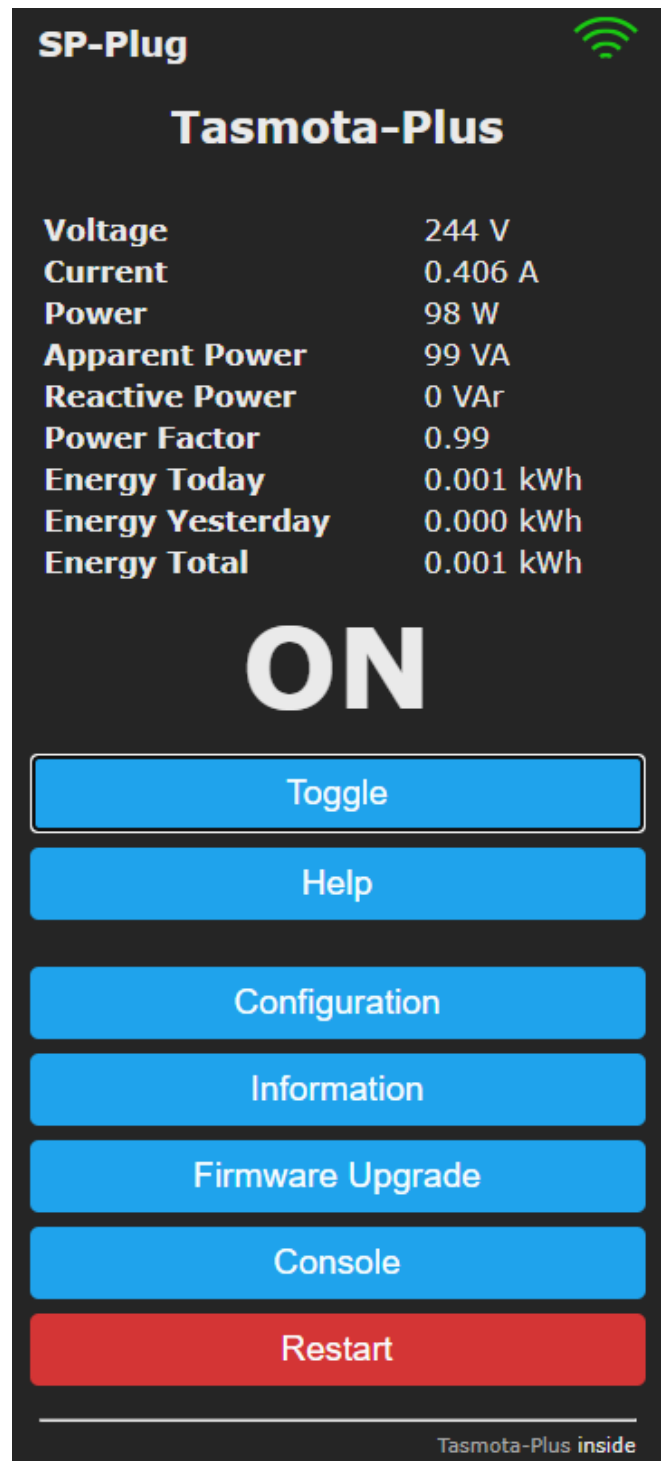 SP-Plug
Tasmota-Plus
Voltage 244 V
Current 0.406 A
Power 98 W
Apparent Power 99 VA
Reactive Power 0 VAr
Power Factor 0.99
Energy Today 0.001 kWh
Energy Yesterday 0.000 kWh
Energy Total 0.001 kWh
ON
Toggle
Help
Configuration
Information
Firmware Upgrade
Console
Restart
Tasmota-Plus inside